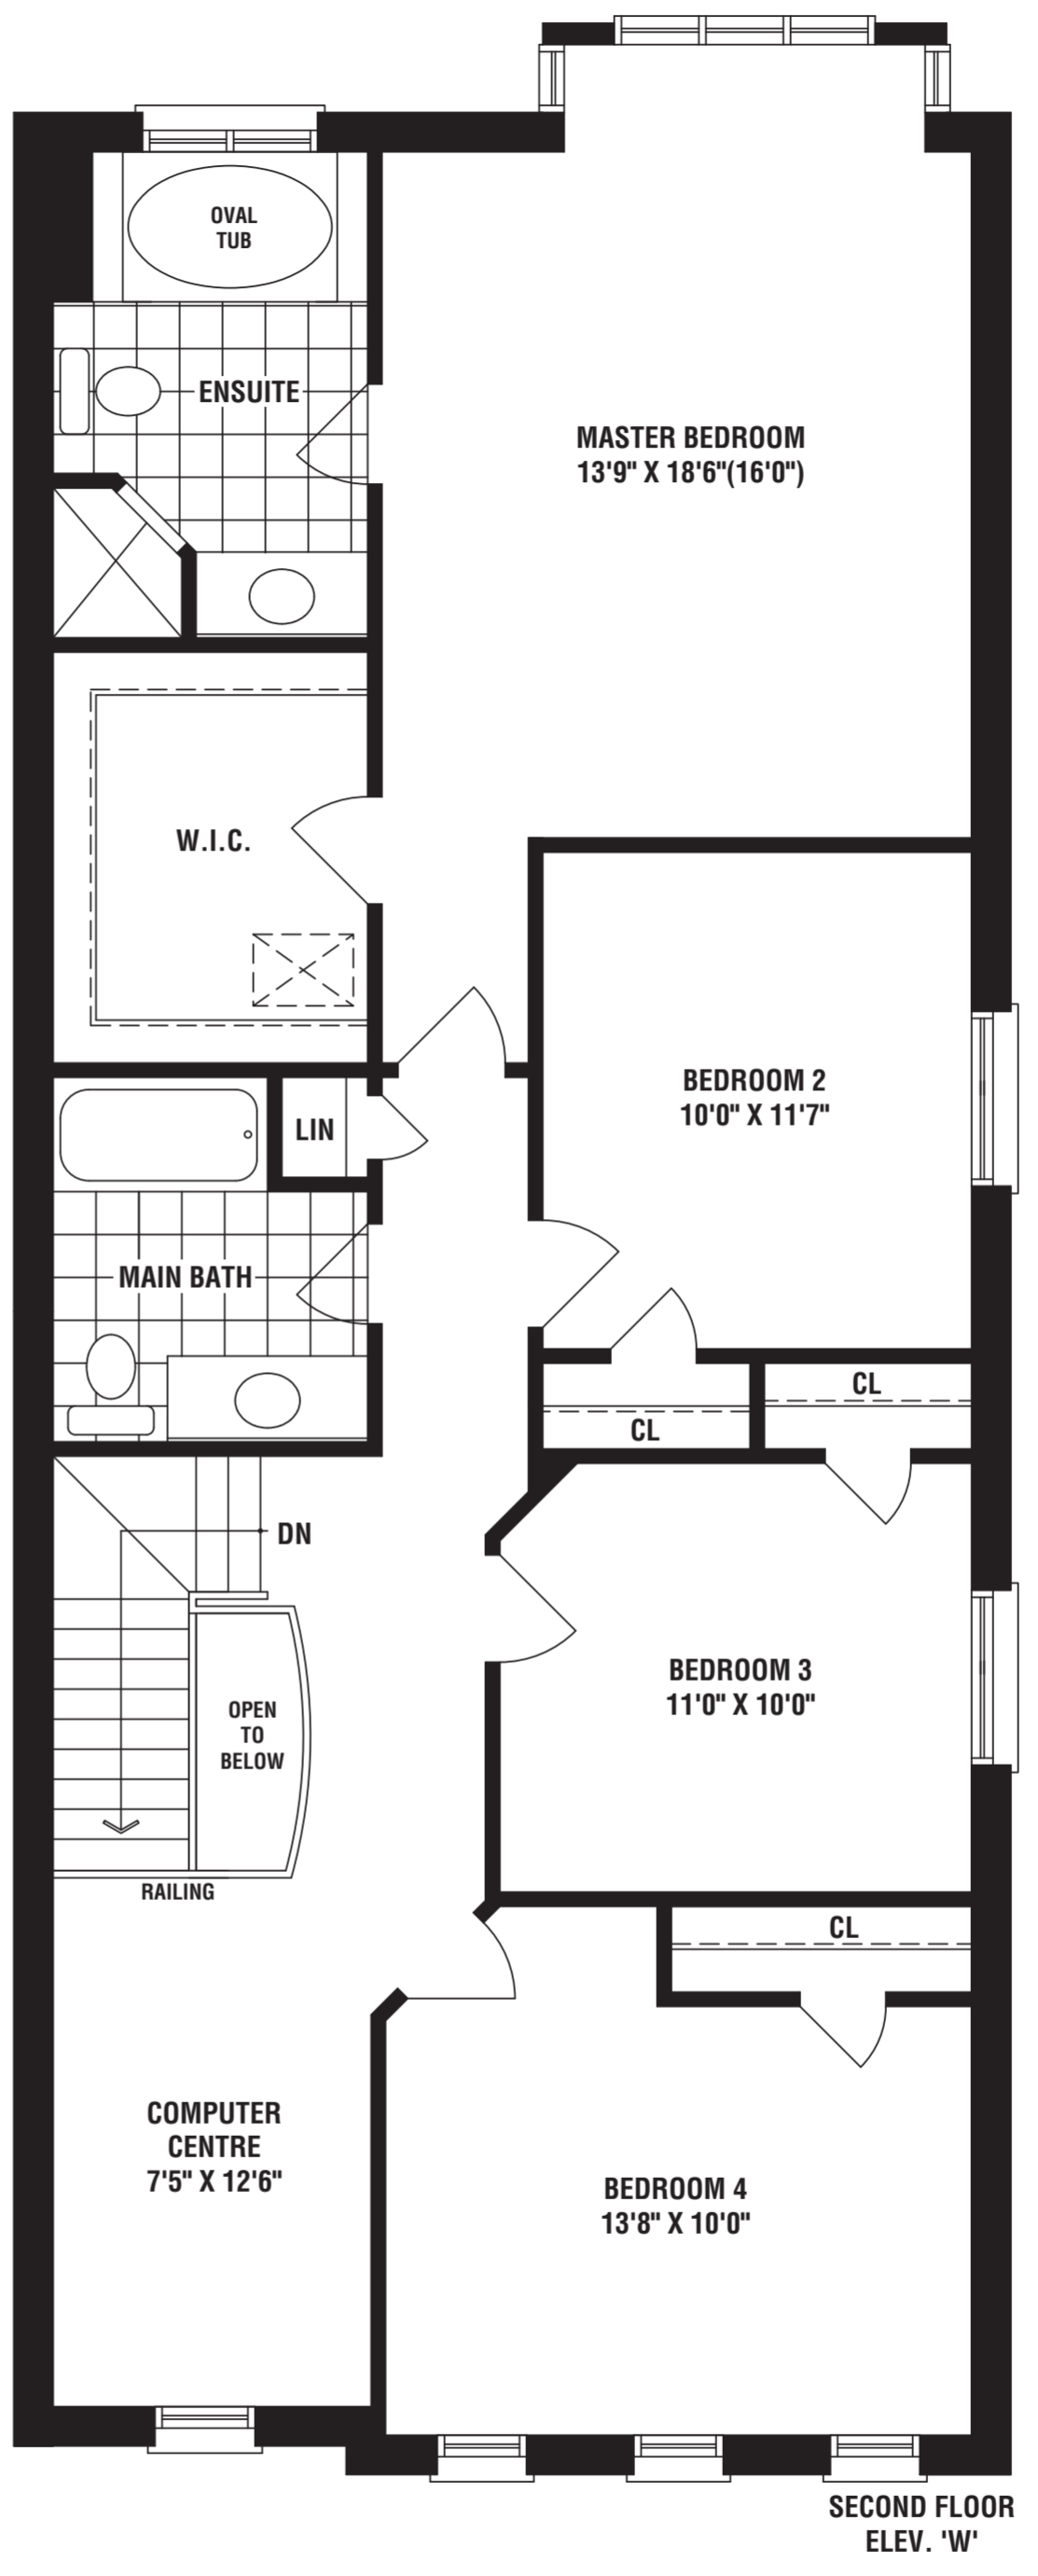 OVAL
TUB
ENSUITE
MASTER BEDROOM
13'9" X 18'6"(16'0")
W.I.C.
BEDROOM 2
10'0" X 11'7"
LIN
MAIN BATH
CL
CL
DN
BEDROOM 3
11'0" X 10'0"
OPEN
TO
BELOW
RAILING
CL
COMPUTER
CENTRE
7'5" X 12'6"
BEDROOM 4
13'8" X 10'0"
SECOND FLOOR
ELEV. 'W'